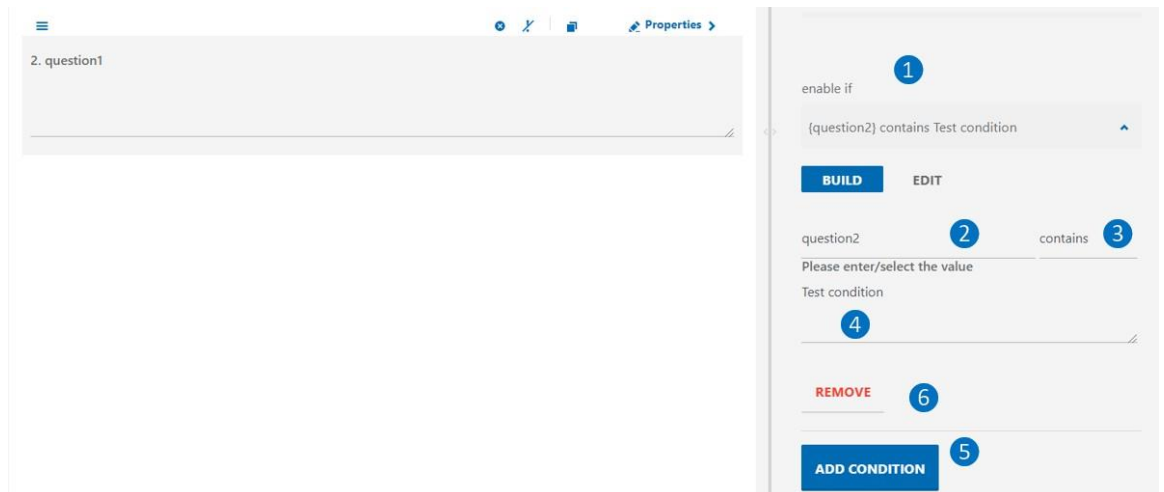 Properties
2. question1
1
enable if
{question2} contains Test condition
BUILD EDIT
question2 2 contains 3
Please enter/select the value
Test condition
4
REMOVE 6
5
ADD CONDITION